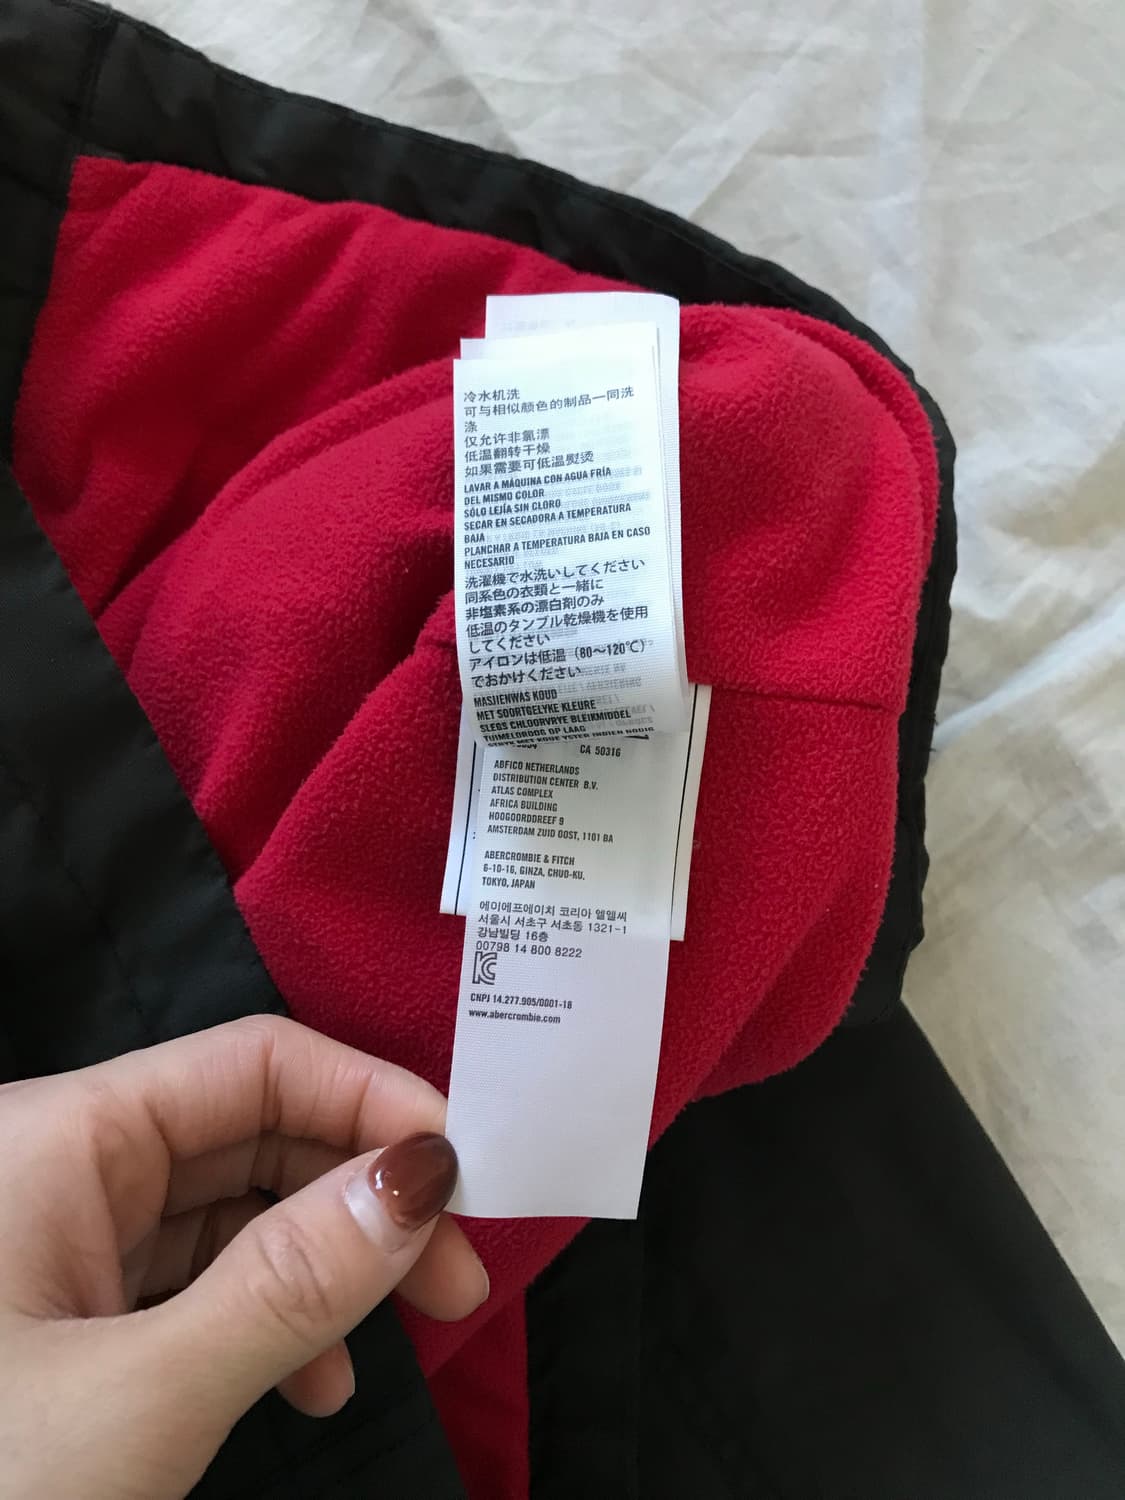 冷水机洗
可与相似颜色的制品一同洗
涤
仅允许非氯漂
低温翻转干燥
如果需要可低温熨烫
LAVAR A MÁQUINA CON AGUA FRÍA
DEL MISMO COLOR
SÓLO LEJÍA SIN CLORO
SECAR EN SECADORA A TEMPERATURA
BAJA
PLANCHAR A TEMPERATURA BAJA EN CASO
NECESARIO
洗濯機で水洗いしてください
同系色の衣類と一緒に
非塩素系の漂白剤のみ
低温のタンブル乾燥機を使用
してください
アイロンは低温（80～120℃）
でおかけください
MASJIENWAS KOUD
MET SOORTGELYKE KLEURE
SLEGS CHLOORVRYE BLEIKMIDDEL
TUIMELDROOG OP LAAG
STRYK MET KOUE YSTER INDIEN NODIG
CA 50316
ABFICO NETHERLANDS
DISTRIBUTION CENTER B.V.
ATLAS COMPLEX
AFRICA BUILDING
HOOGOORDDREEF 9
AMSTERDAM ZUID OOST, 1101 BA
ABERCROMBIE & FITCH
6-10-16, GINZA, CHUO-KU,
TOKYO, JAPAN
에이에프에이치 코리아 엘엘씨
서울시 서초구 서초동 1321-1
강남빌딩 16층
00798 14 800 8222
CNPJ 14.277.905/0001-18
www.abercrombie.com